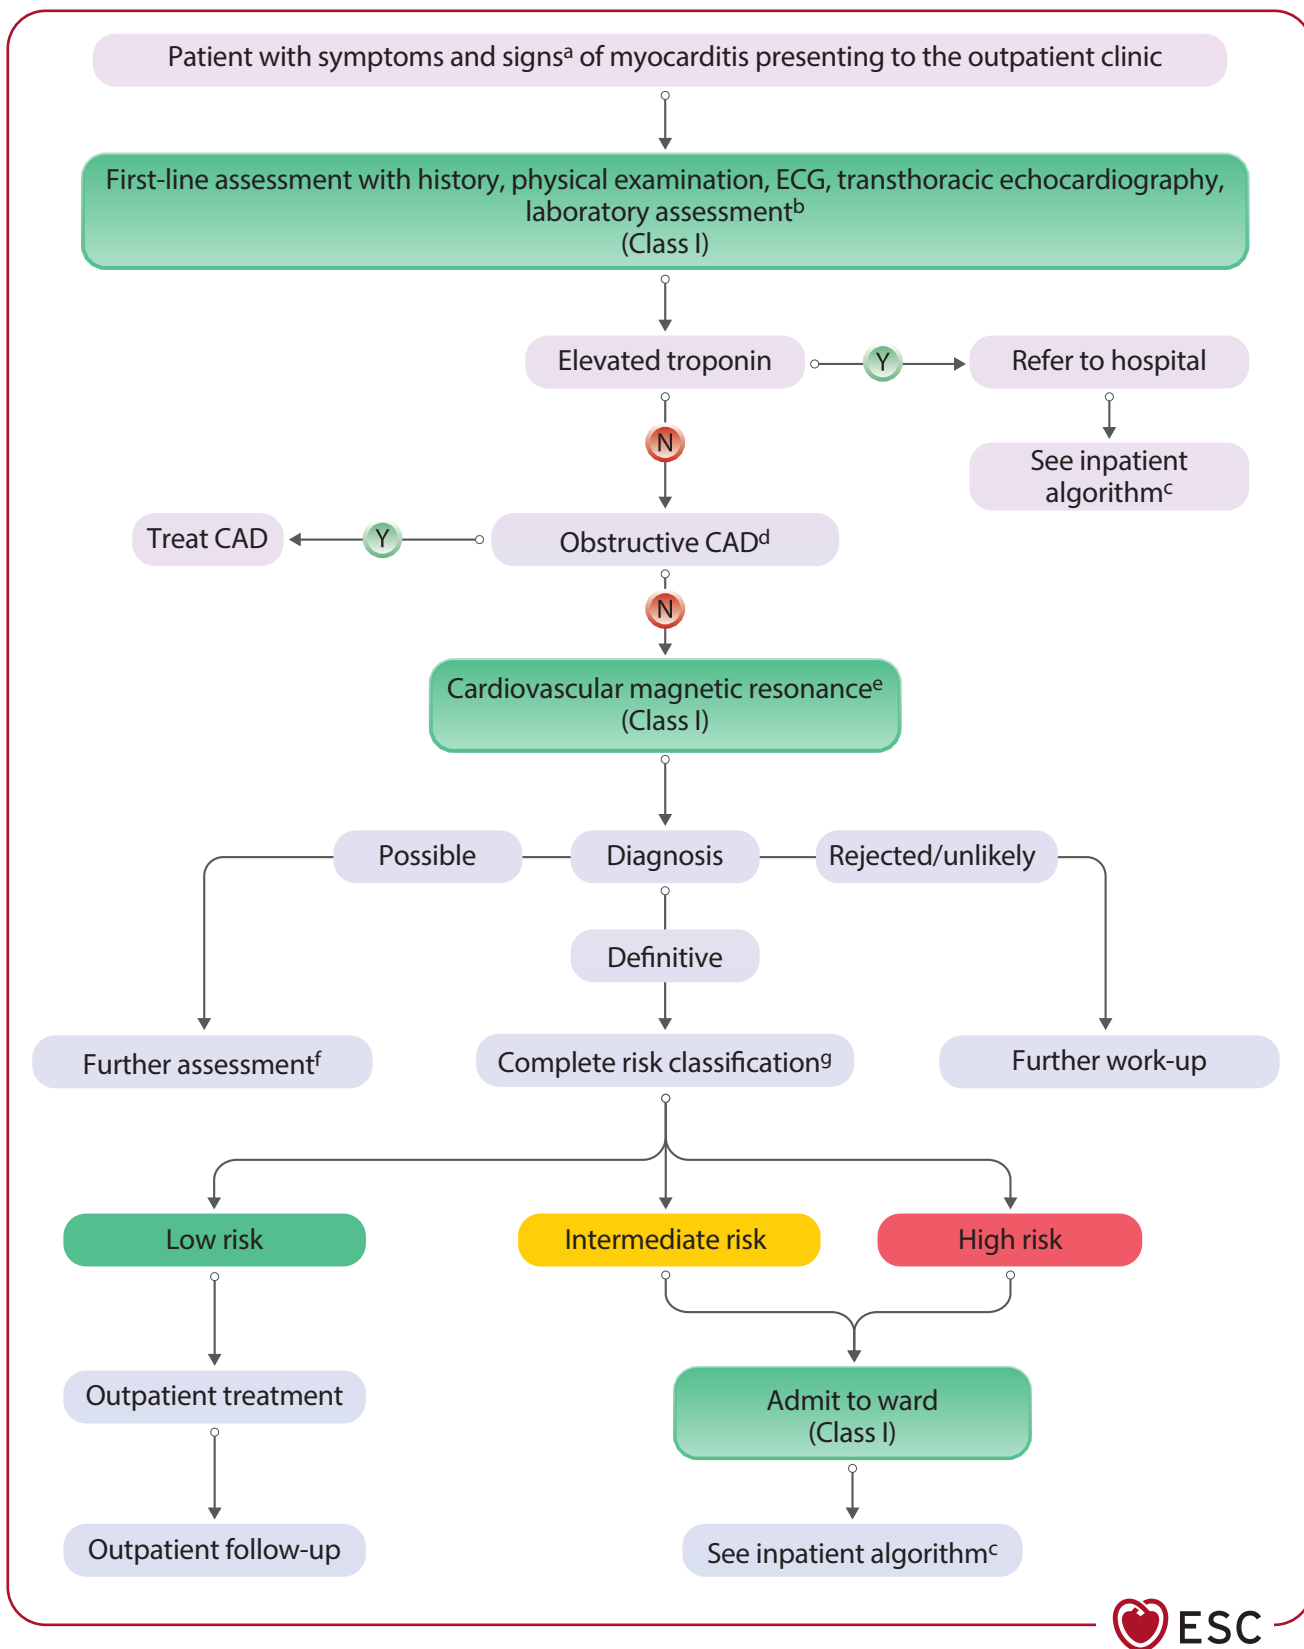 Patient with symptoms and signsᵃ of myocarditis presenting to the outpatient clinic
First-line assessment with history, physical examination, ECG, transthoracic echocardiography,
laboratory assessmentᵇ
(Class I)
Elevated troponin
Y
Refer to hospital
N
See inpatient
algorithmᶜ
Treat CAD
Y
Obstructive CADᵈ
N
Cardiovascular magnetic resonanceᵉ
(Class I)
Possible
Diagnosis
Rejected/unlikely
Definitive
Further assessmentᶠ
Complete risk classificationᵍ
Further work-up
Low risk
Intermediate risk
High risk
Outpatient treatment
Admit to ward
(Class I)
Outpatient follow-up
See inpatient algorithmᶜ
ESC